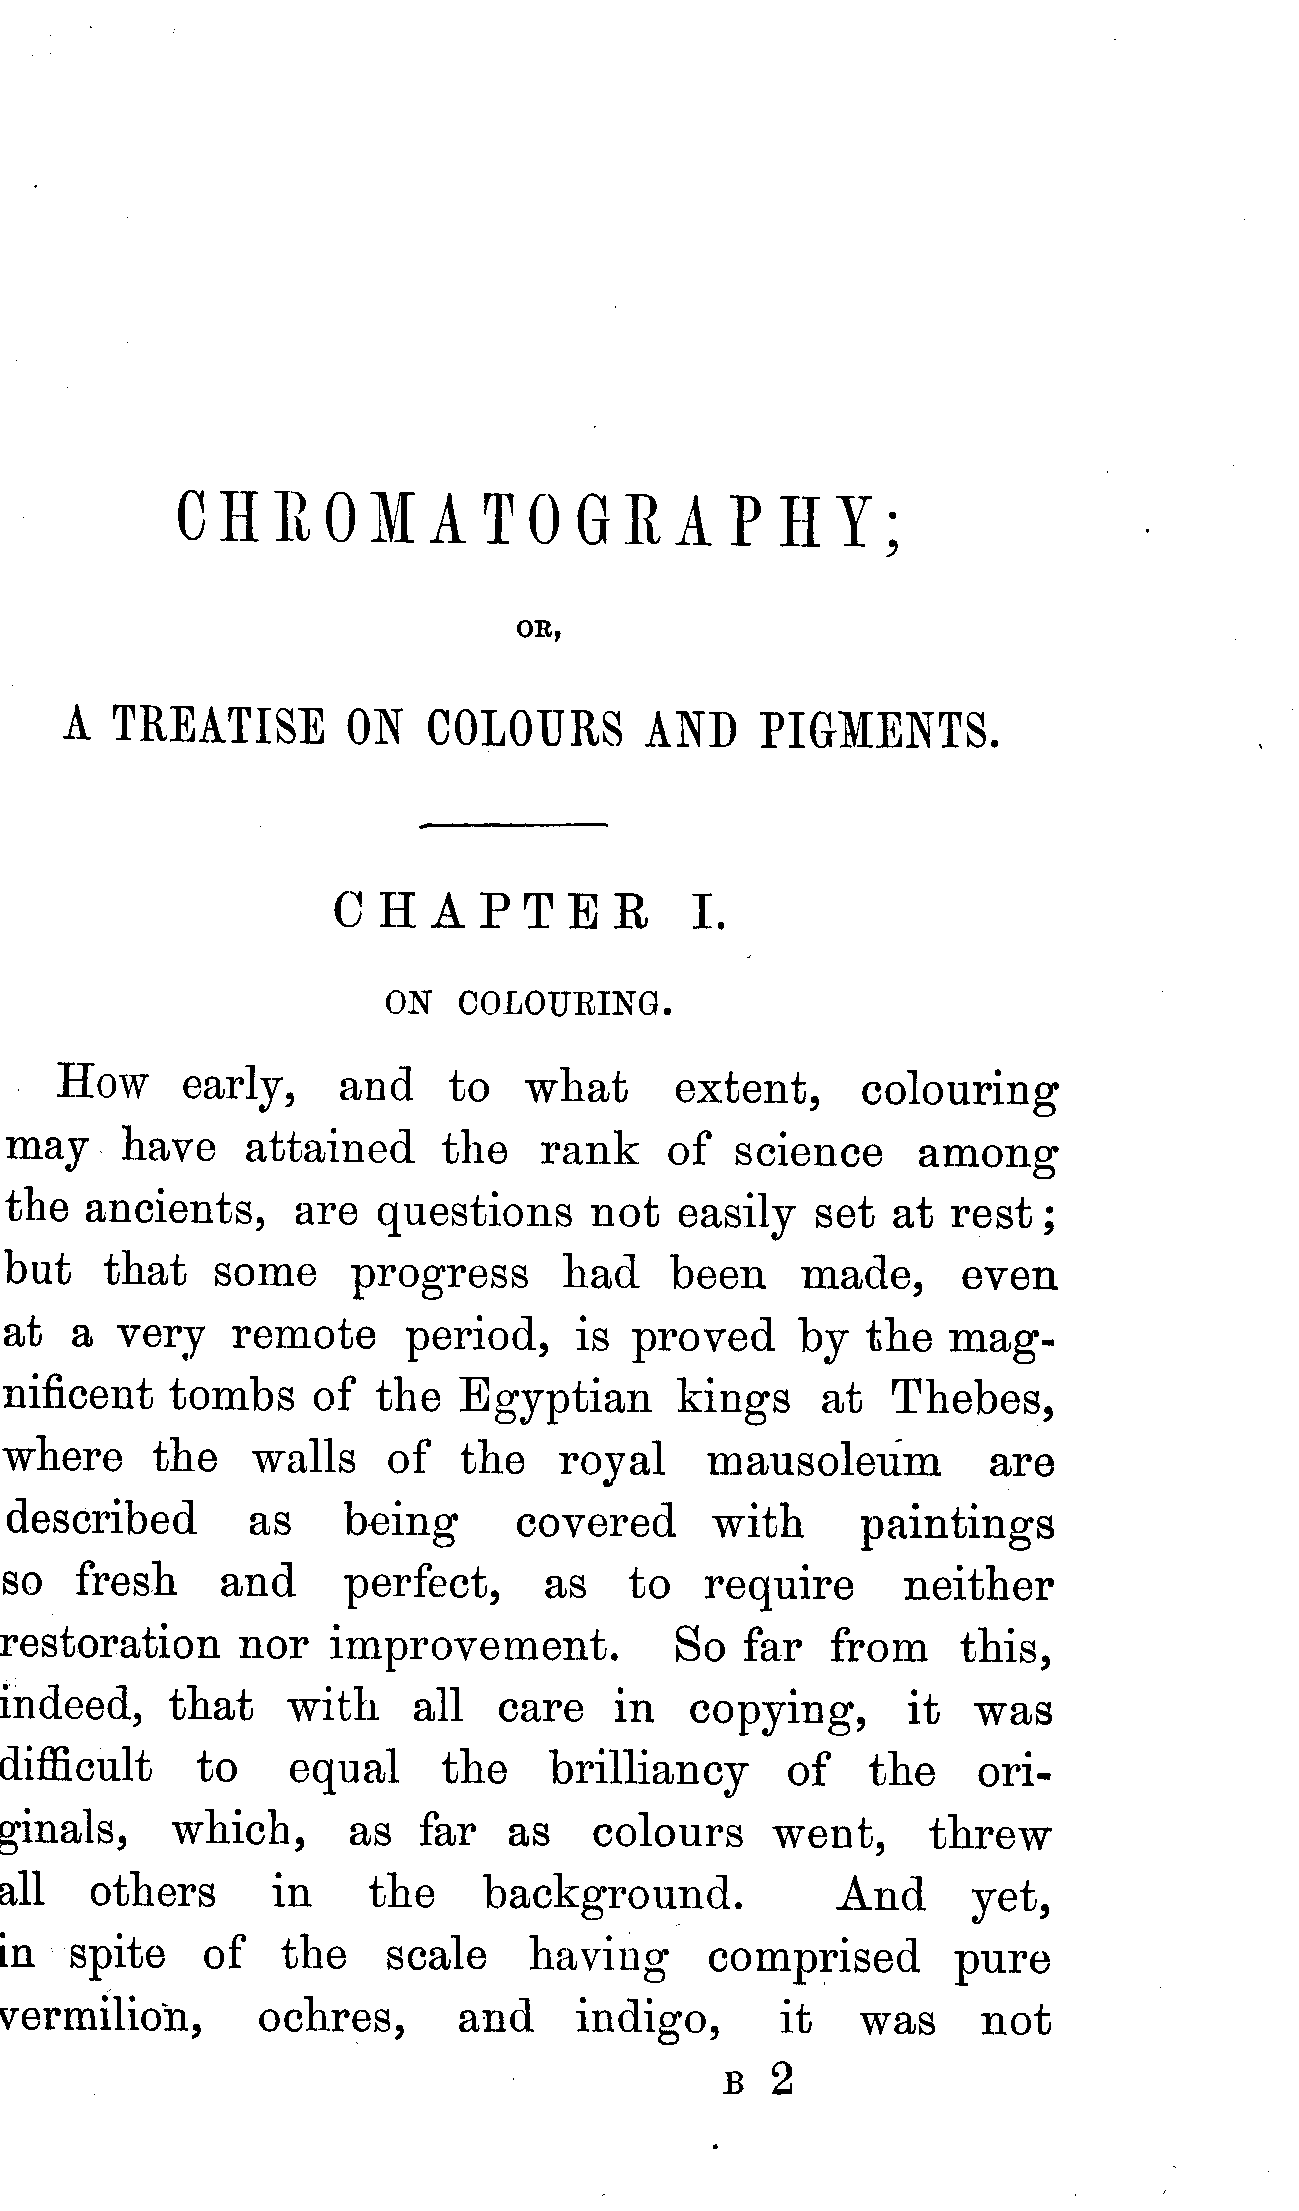 CHROMATOGRAPHY;
OR,
A TREATISE ON COLOURS AND PIGMENTS.
CHAPTER I.
ON COLOURING.
How early, and to what extent, colouring
may have attained the rank of science among
the ancients, are questions not easily set at rest;
but that some progress had been made, even
at a very remote period, is proved by the mag-
nificent tombs of the Egyptian kings at Thebes,
where the walls of the royal mausoleum are
described as being covered with paintings
so fresh and perfect, as to require neither
restoration nor improvement. So far from this,
indeed, that with all care in copying, it was
difficult to equal the brilliancy of the ori-
ginals, which, as far as colours went, threw
all others in the background. And yet,
in spite of the scale having comprised pure
vermilion, ochres, and indigo, it was not
B 2